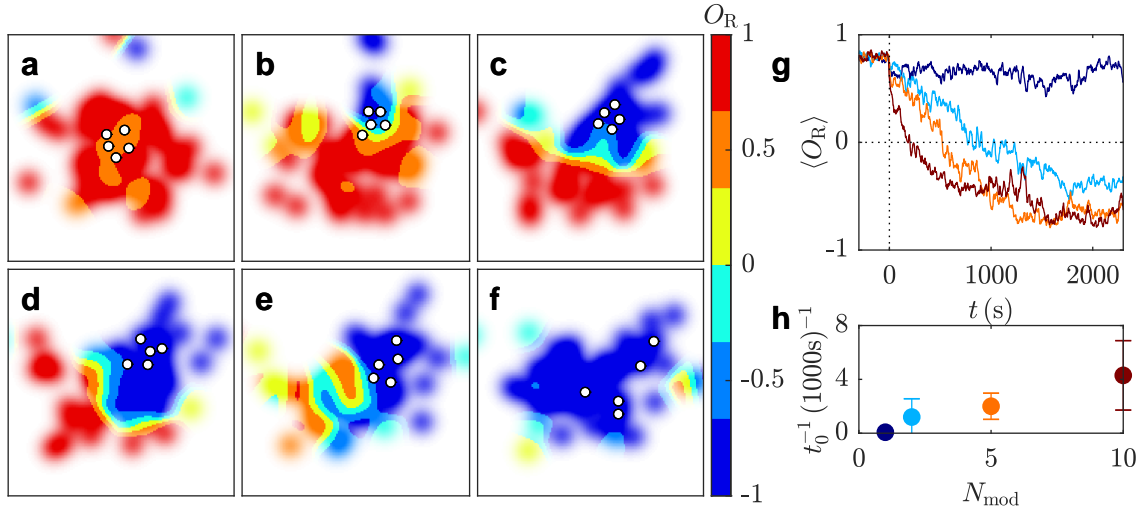 a
b
c
d
e
f
O_R
1
0.5
0
-0.5
-1
g
⟨O_R⟩
1
0
-1
0 1000 2000
t (s)
h
t_0^{-1} (1000s)^{-1}
8
4
0
0 5 10
N_mod